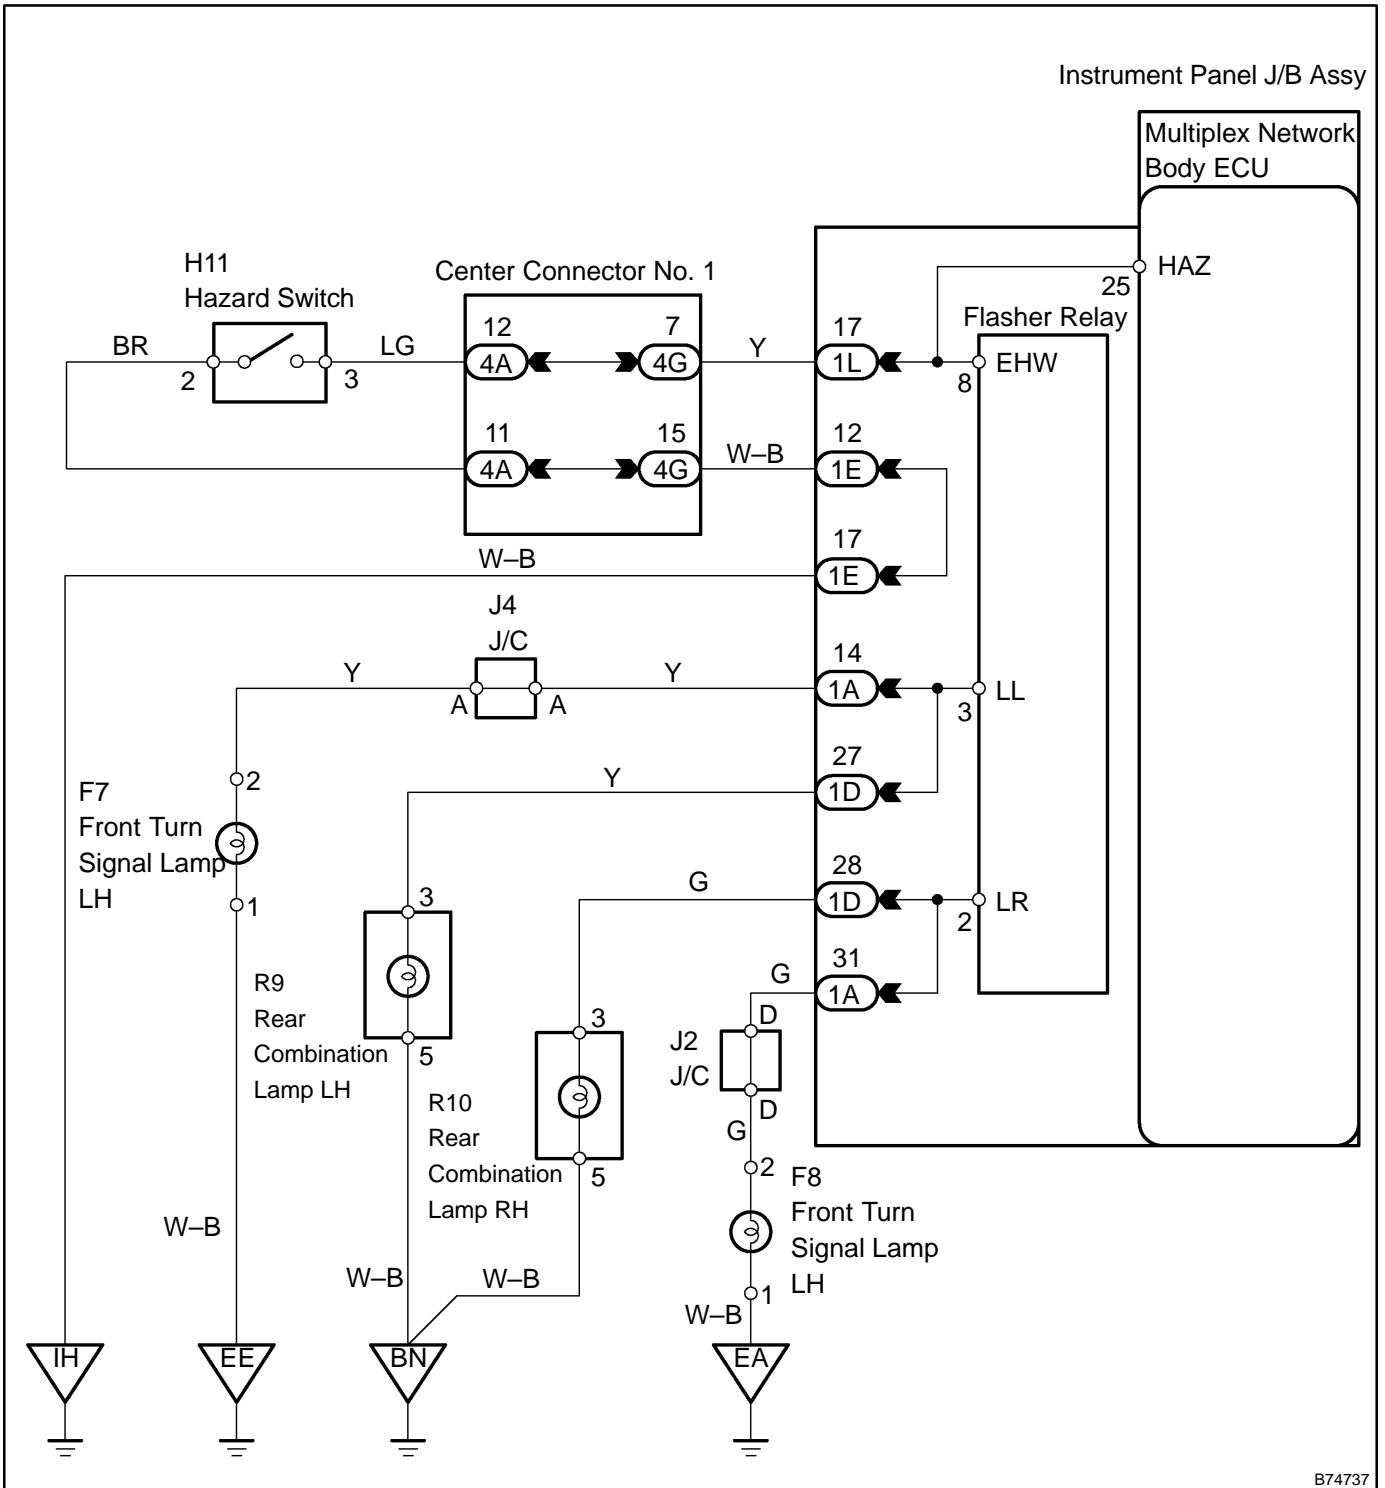 Instrument Panel J/B Assy
Multiplex Network
Body ECU
HAZ
25
H11
Hazard Switch
Center Connector No. 1
Flasher Relay
BR
2
3
LG
12
4A
7
4G
Y
17
1L
8
EHW
11
4A
15
4G
W–B
12
1E
W–B
17
1E
J4
J/C
Y
A
A
Y
14
1A
3
LL
F7
Front Turn
Signal Lamp
LH
2
1
Y
27
1D
G
28
1D
2
LR
3
5
R9
Rear
Combination
Lamp LH
G
31
1A
3
5
R10
Rear
Combination
Lamp RH
D
J2
J/C
D
G
2
F8
Front Turn
Signal Lamp
LH
1
W–B
W–B
W–B
W–B
IH
EE
BN
EA
B74737